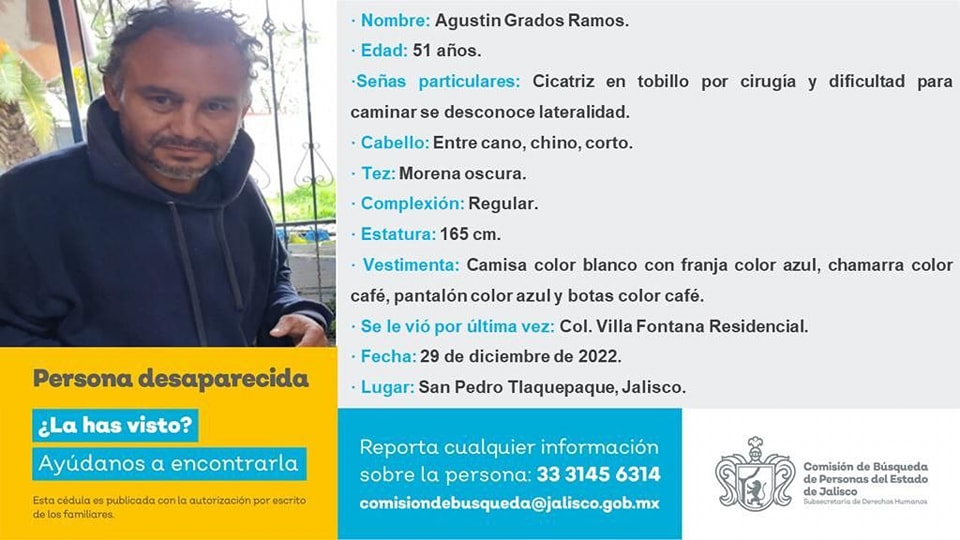 · Nombre: Agustin Grados Ramos.
· Edad: 51 años.
·Señas particulares: Cicatriz en tobillo por cirugía y dificultad para
caminar se desconoce lateralidad.
· Cabello: Entre cano, chino, corto.
· Tez: Morena oscura.
· Complexión: Regular.
· Estatura: 165 cm.
· Vestimenta: Camisa color blanco con franja color azul, chamarra color
café, pantalón color azul y botas color café.
· Se le vió por última vez: Col. Villa Fontana Residencial.
· Fecha: 29 de diciembre de 2022.
· Lugar: San Pedro Tlaquepaque, Jalisco.
Persona desaparecida
¿La has visto?
Ayúdanos a encontrarla
Esta cédula es publicada con la autorización por escrito
de los familiares.
Reporta cualquier información
sobre la persona: 33 3145 6314
comisiondebusqueda@jalisco.gob.mx
Comisión de Búsqueda
de Personas del Estado
de Jalisco
Subsecretaría de Derechos Humanos